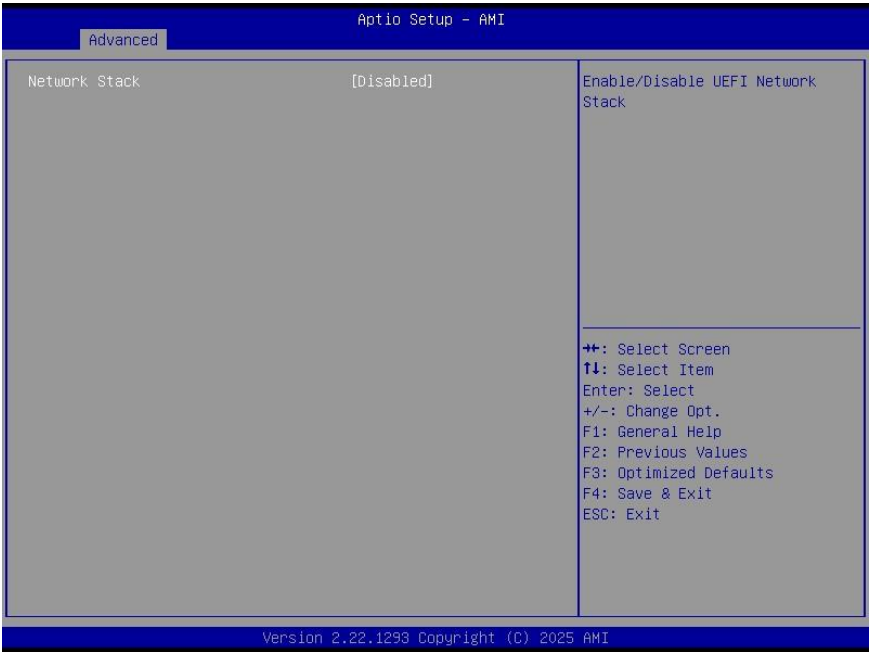 Aptio Setup – AMI
Advanced
Network Stack [Disabled]
Enable/Disable UEFI Network
Stack
→←: Select Screen
↑↓: Select Item
Enter: Select
+/-: Change Opt.
F1: General Help
F2: Previous Values
F3: Optimized Defaults
F4: Save & Exit
ESC: Exit
Version 2.22.1293 Copyright (C) 2025 AMI